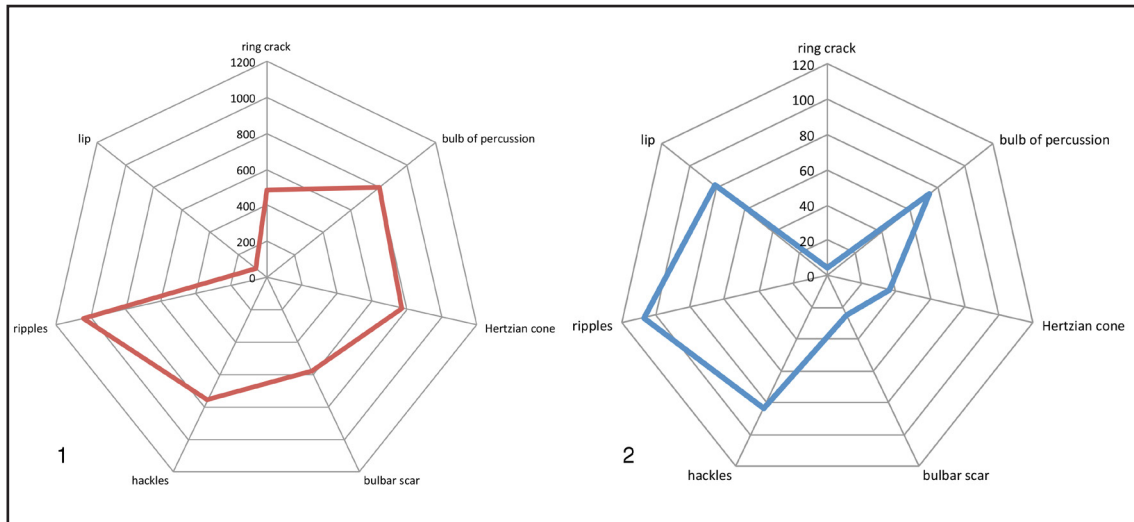 ring crack
1200
1000
800
600
400
200
0
bulb of percussion
Hertzian cone
bulbar scar
hackles
ripples
lip
1
ring crack
120
100
80
60
40
20
0
bulb of percussion
Hertzian cone
bulbar scar
hackles
ripples
lip
2